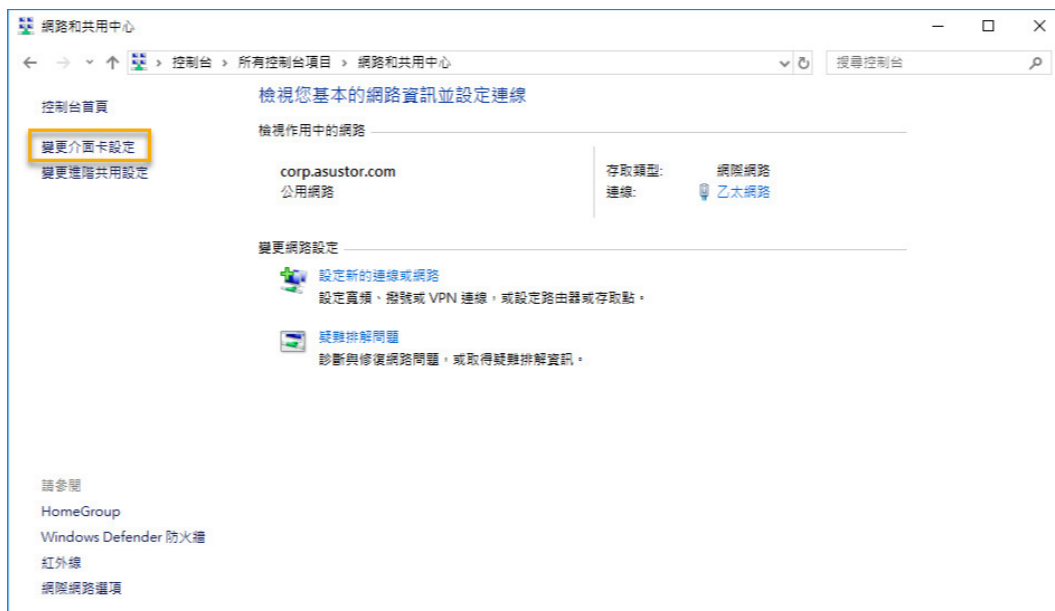 網路和共用中心
控制台 › 所有控制台項目 › 網路和共用中心
搜尋控制台
控制台首頁
變更介面卡設定
變更進階共用設定
檢視您基本的網路資訊並設定連線
檢視作用中的網路
corp.asustor.com
公用網路
存取類型: 網際網路
連線: 乙太網路
變更網路設定
設定新的連線或網路
設定寬頻、撥號或 VPN 連線，或設定路由器或存取點。
疑難排解問題
診斷與修復網路問題，或取得疑難排解資訊。
請參閱
HomeGroup
Windows Defender 防火牆
紅外線
網際網路選項